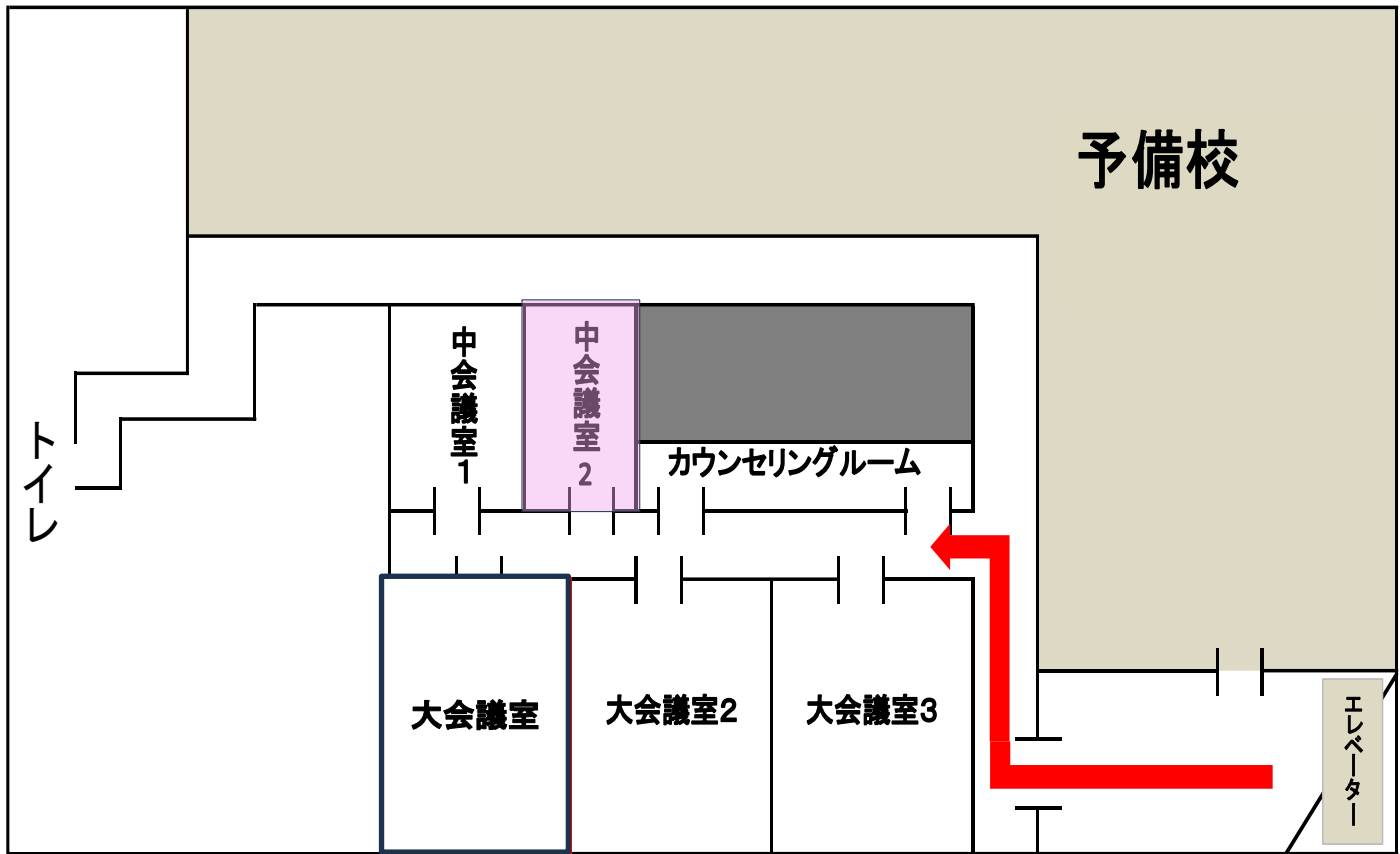 予備校
中会議室1
中会議室2
カウンセリングルーム
トイレ
大会議室
大会議室2
大会議室3
エレベーター